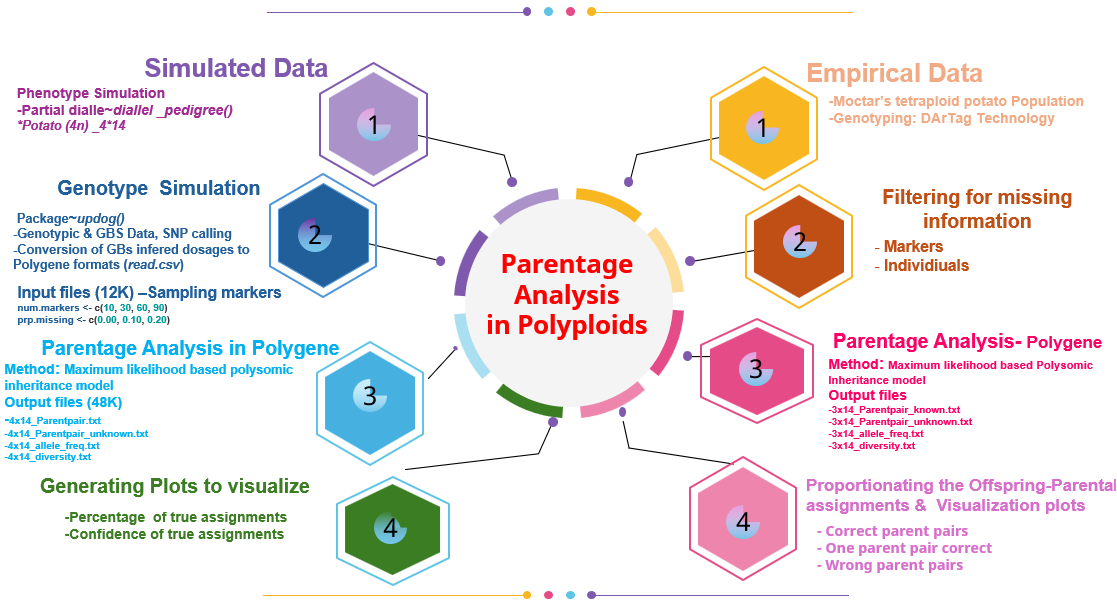 Simulated Data
Phenotype Simulation
-Partial dialle~diallel _pedigree()
*Potato (4n) _4*14
1
Genotype Simulation
Package~updog()
-Genotypic & GBS Data, SNP calling
-Conversion of GBs infered dosages to
Polygene formats (read.csv)
2
Input files (12K) –Sampling markers
num.markers <- c(10, 30, 60, 90)
prp.missing <- c(0.00, 0.10, 0.20)
Parentage Analysis in Polygene
Method: Maximum likelihood based polysomic
inheritance model
Output files (48K)
-4x14_Parentpair.txt
-4x14_Parentpair_unknown.txt
-4x14_allele_freq.txt
-4x14_diversity.txt
3
Generating Plots to visualize
-Percentage of true assignments
-Confidence of true assignments
4
Parentage
Analysis
in Polyploids
Empirical Data
-Moctar's tetraploid potato Population
-Genotyping: DArTag Technology
1
Filtering for missing
information
- Markers
- Individiuals
2
Parentage Analysis- Polygene
Method: Maximum likelihood based Polysomic
Inheritance model
Output files
-3x14_Parentpair_known.txt
-3x14_Parentpair_unknown.txt
-3x14_allele_freq.txt
-3x14_diversity.txt
3
Proportionating the Offspring-Parental
assignments & Visualization plots
- Correct parent pairs
- One parent pair correct
- Wrong parent pairs
4